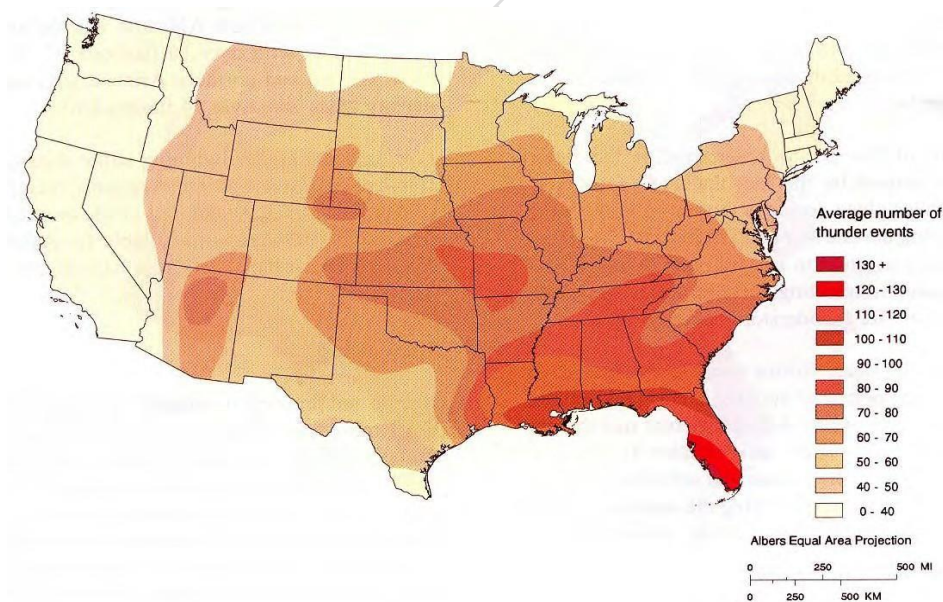 Average number of
thunder events
130 +
120 - 130
110 - 120
100 - 110
90 - 100
80 - 90
70 - 80
60 - 70
50 - 60
40 - 50
0 - 40
Albers Equal Area Projection
0 250 500 MI
0 250 500 KM